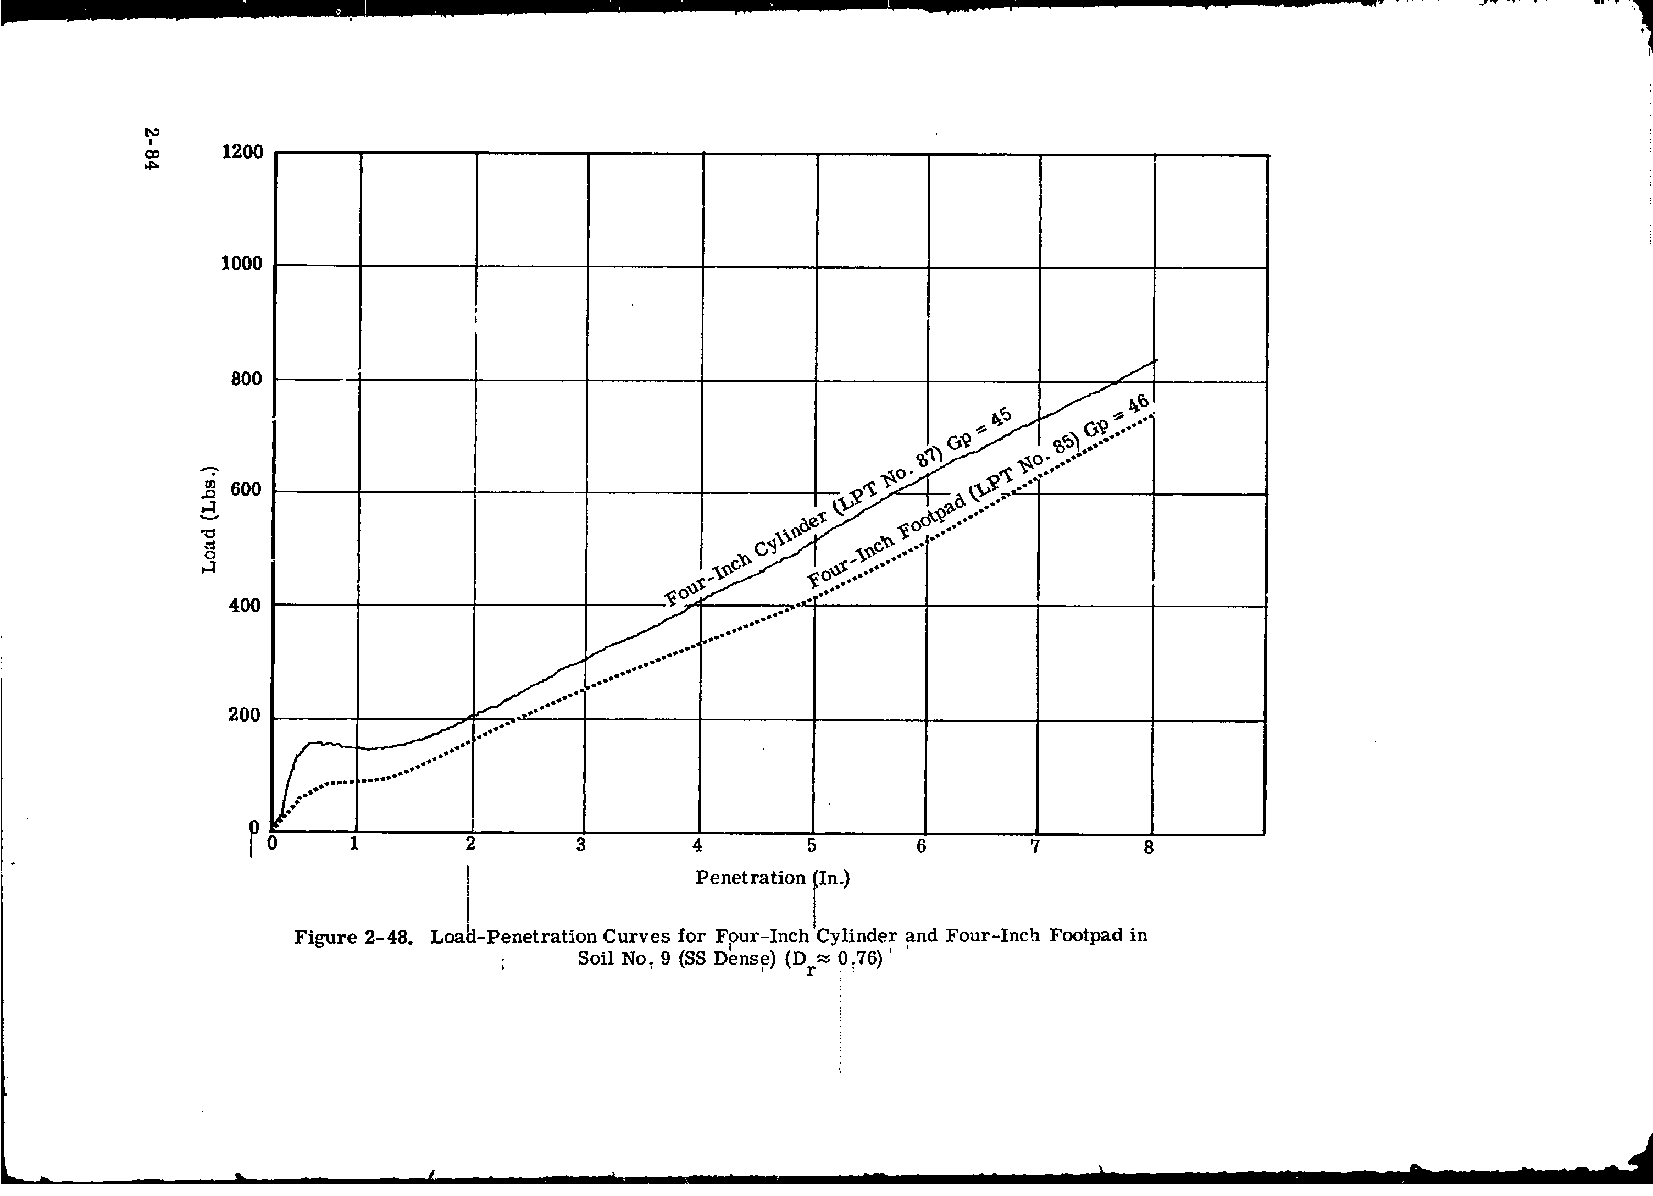 2-84
1200
1000
800
600
400
200
0
Load (Lbs.)
Four-Inch Cylinder (LPT No. 87) Gp = 45
Four-Inch Footpad (LPT No. 85) Gp = 46
0 1 2 3 4 5 6 7 8
Penetration (In.)
Figure 2-48. Load-Penetration Curves for Four-Inch Cylinder and Four-Inch Footpad in
Soil No. 9 (SS Dense) (Dr ≈ 0.76)